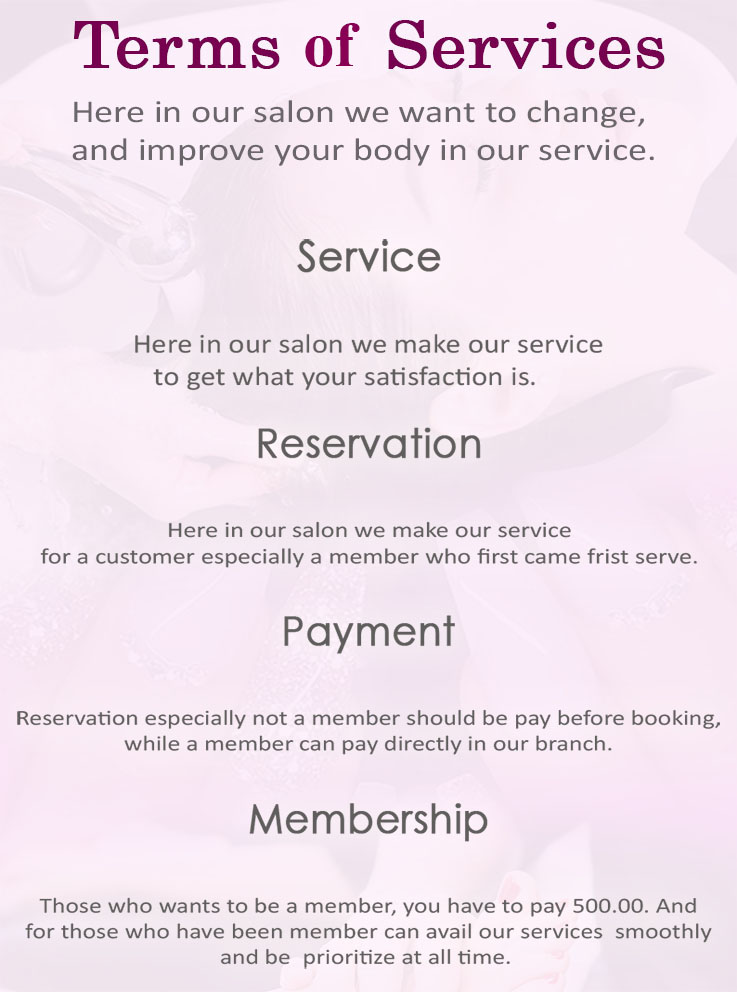 Terms of Services
Here in our salon we want to change,
and improve your body in our service.
Service
Here in our salon we make our service
to get what your satisfaction is.
Reservation
Here in our salon we make our service
for a customer especially a member who first came frist serve.
Payment
Reservation especially not a member should be pay before booking,
while a member can pay directly in our branch.
Membership
Those who wants to be a member, you have to pay 500.00. And
for those who have been member can avail our services  smoothly
and be  prioritize at all time.